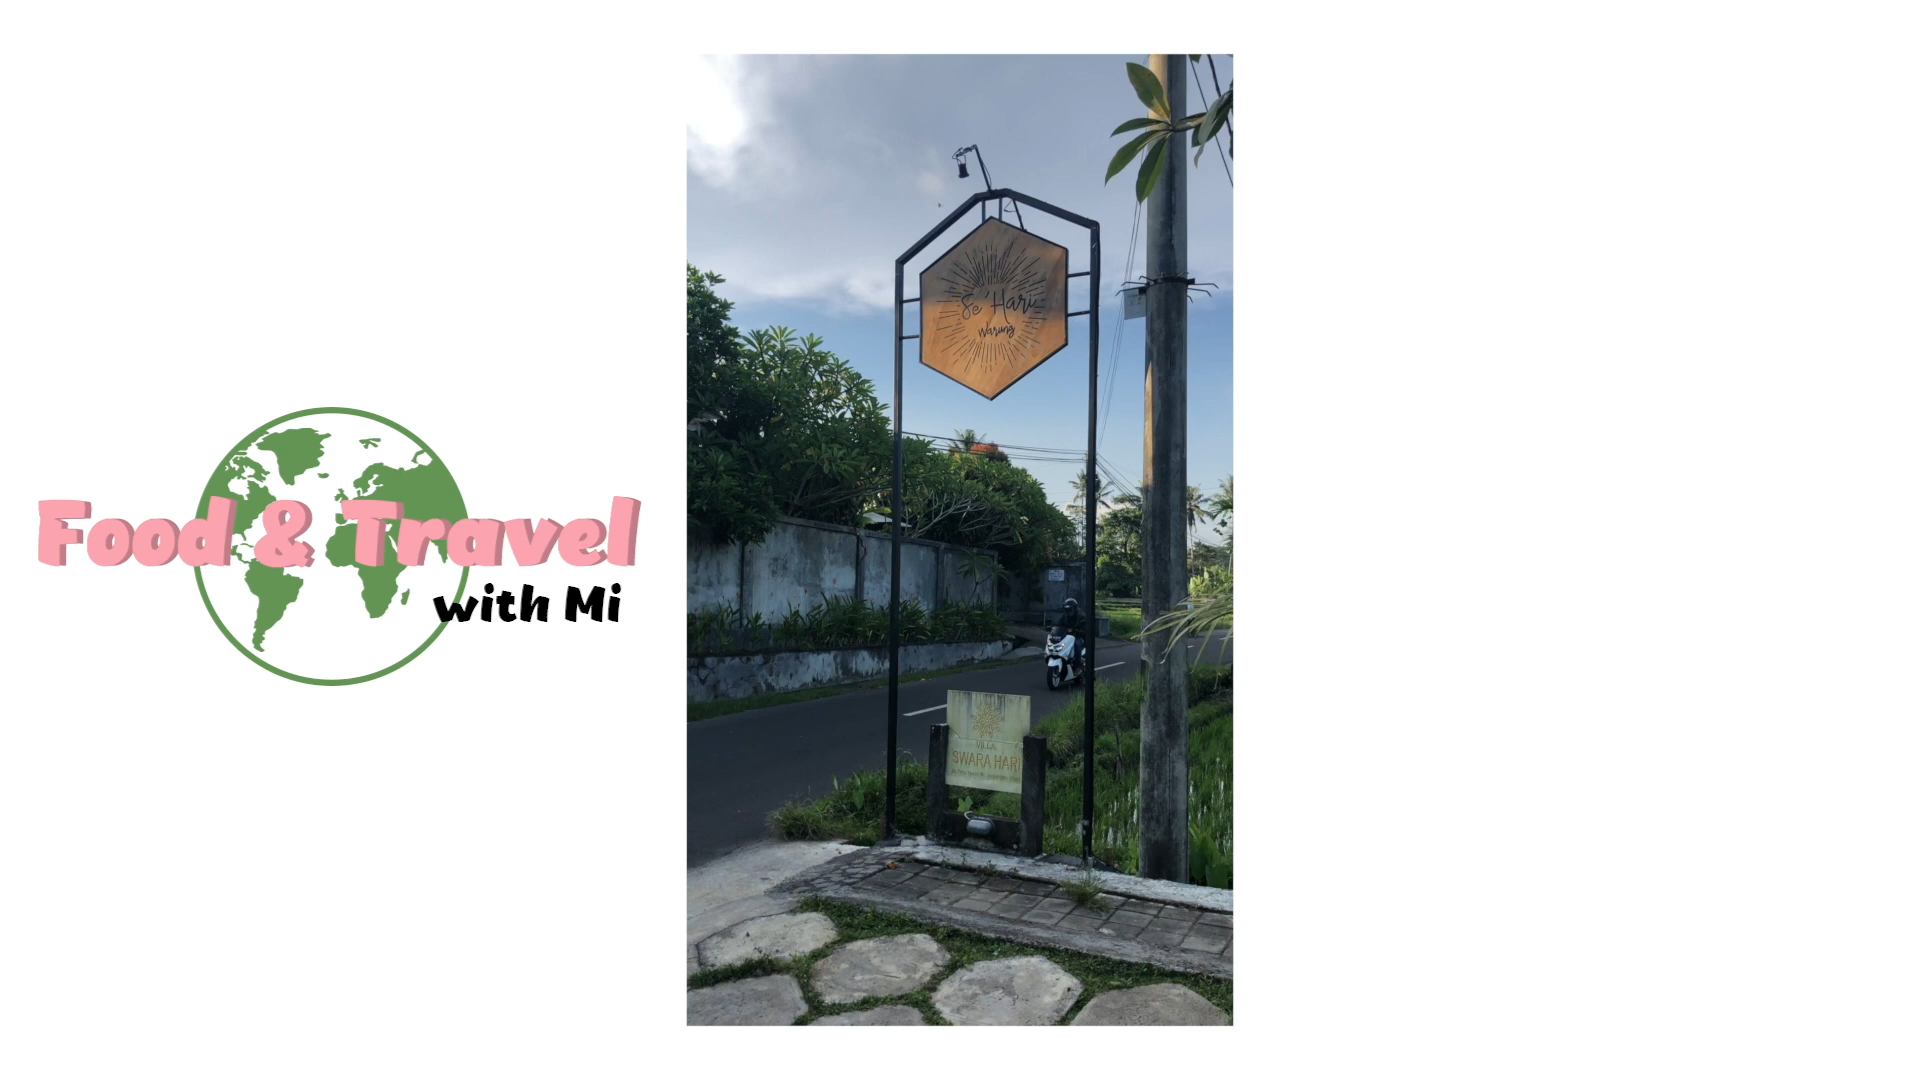 Food & Travel
with Mi
Se'Hari
Warung
VILLA
SWARA HARI